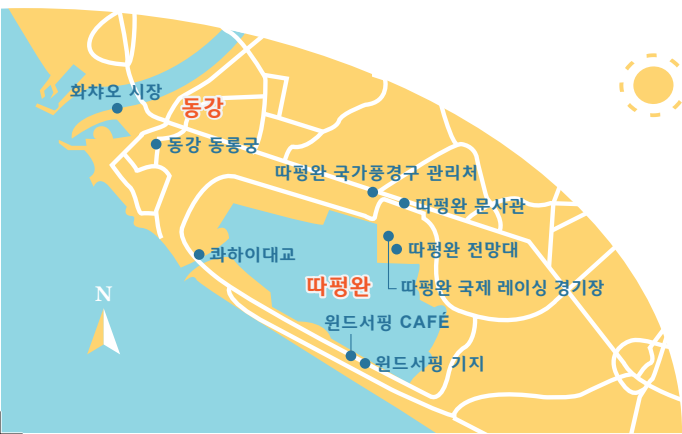 화챠오 시장
동강
동강 동롱궁
따펑완 국가풍경구 관리처
따펑완 문사관
콰하이대교
따펑완 전망대
따펑완
따펑완 국제 레이싱 경기장
N
윈드서핑 CAFÉ
윈드서핑 기지